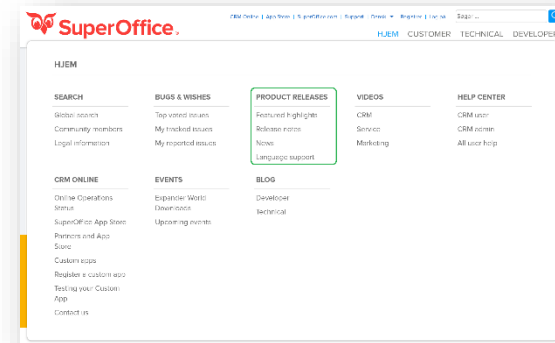 SuperOffice
CRM Online | App Store | SuperOffice.com | Support Dansk Register | Log ind
HJEM CUSTOMER TECHNICAL DEVELOPER
HJEM
SEARCH
Global search
Community members
Legal information
BUGS & WISHES
Top voted issues
My tracked issues
My reported issues
PRODUCT RELEASES
Featured highlights
Release notes
News
Language support
VIDEOS
CRM
Service
Marketing
HELP CENTER
CRM user
CRM admin
All user help
CRM ONLINE
Online Operations
Status
SuperOffice App Store
Partners and App
Store
Custom apps
Register a custom app
Testing your Custom
App
Contact us
EVENTS
Expander World
Downloads
Upcoming events
BLOG
Developer
Technical